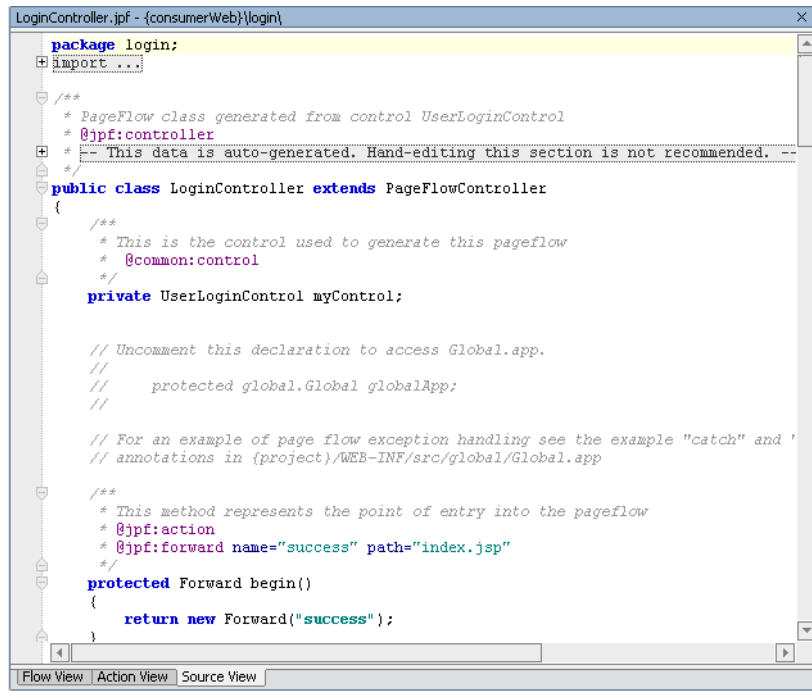 LoginController.jpf - {consumerWeb}\login\
package login;
import ...
/**
* PageFlow class generated from control UserLoginControl
* @jpf:controller
* -- This data is auto-generated. Hand-editing this section is not recommended. --
*/
public class LoginController extends PageFlowController
{
/**
* This is the control used to generate this pageflow
* @common:control
*/
private UserLoginControl myControl;
// Uncomment this declaration to access Global.app.
//
// protected global.Global globalApp;
//
// For an example of page flow exception handling see the example "catch" and '
// annotations in {project}/WEB-INF/src/global/Global.app
/**
* This method represents the point of entry into the pageflow
* @jpf:action
* @jpf:forward name="success" path="index.jsp"
*/
protected Forward begin()
{
return new Forward("success");
}
Flow View Action View Source View